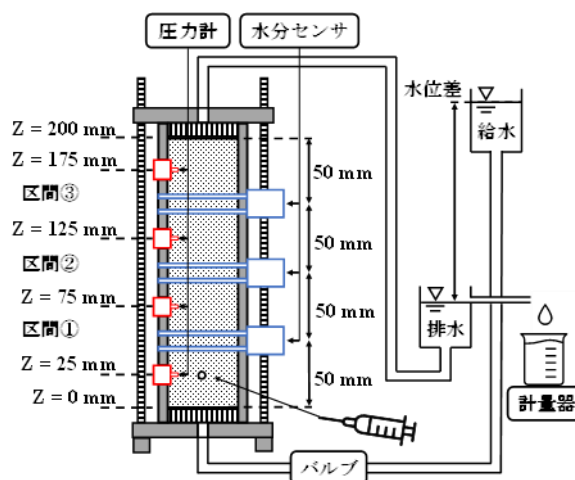 圧力計
水分センサ
水位差
給水
Z = 200 mm
Z = 175 mm
50 mm
区間③
Z = 125 mm
50 mm
区間②
Z = 75 mm
50 mm
排水
区間①
Z = 25 mm
50 mm
計量器
Z = 0 mm
バルブ